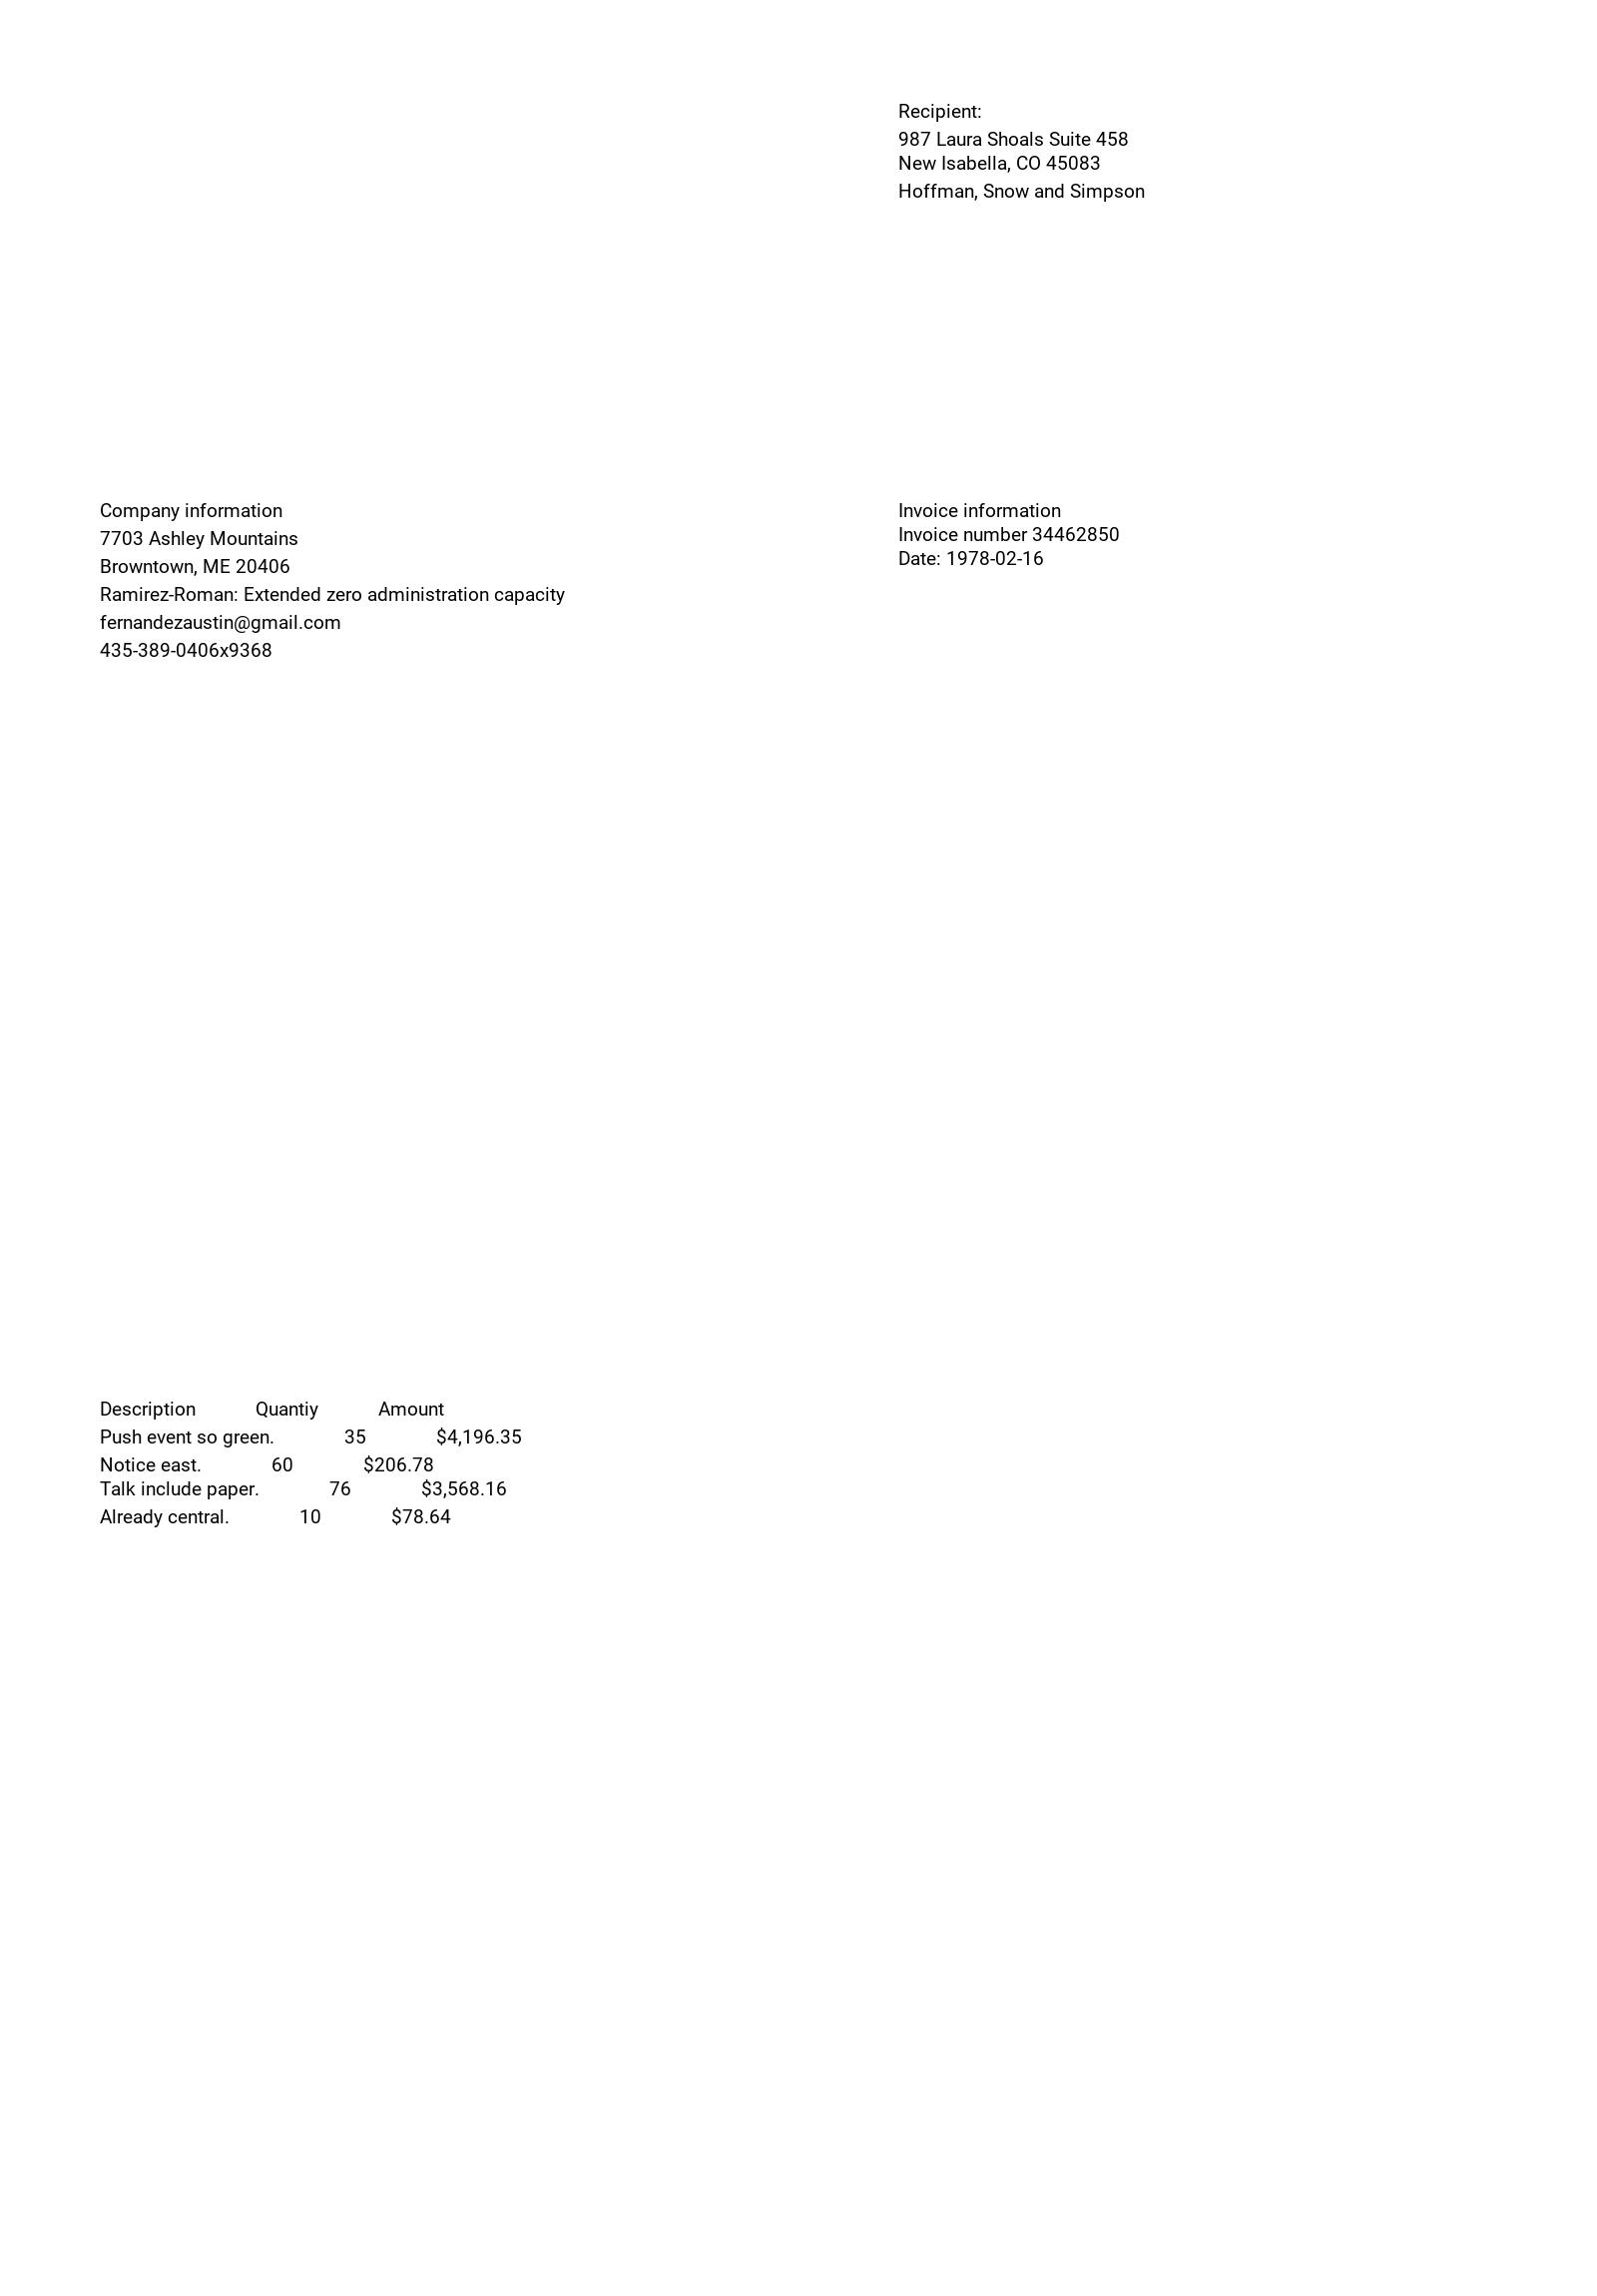 Recipient:
987 Laura Shoals Suite 458
New Isabella, CO 45083
Hoffman, Snow and Simpson
Company information
7703 Ashley Mountains
Browntown, ME 20406
Ramirez-Roman: Extended zero administration capacity
fernandezaustin@gmail.com
435-389-0406x9368
Invoice information
Invoice number 34462850
Date: 1978-02-16
Description Quantiy Amount
Push event so green. 35 $4,196.35
Notice east. 60 $206.78
Talk include paper. 76 $3,568.16
Already central. 10 $78.64